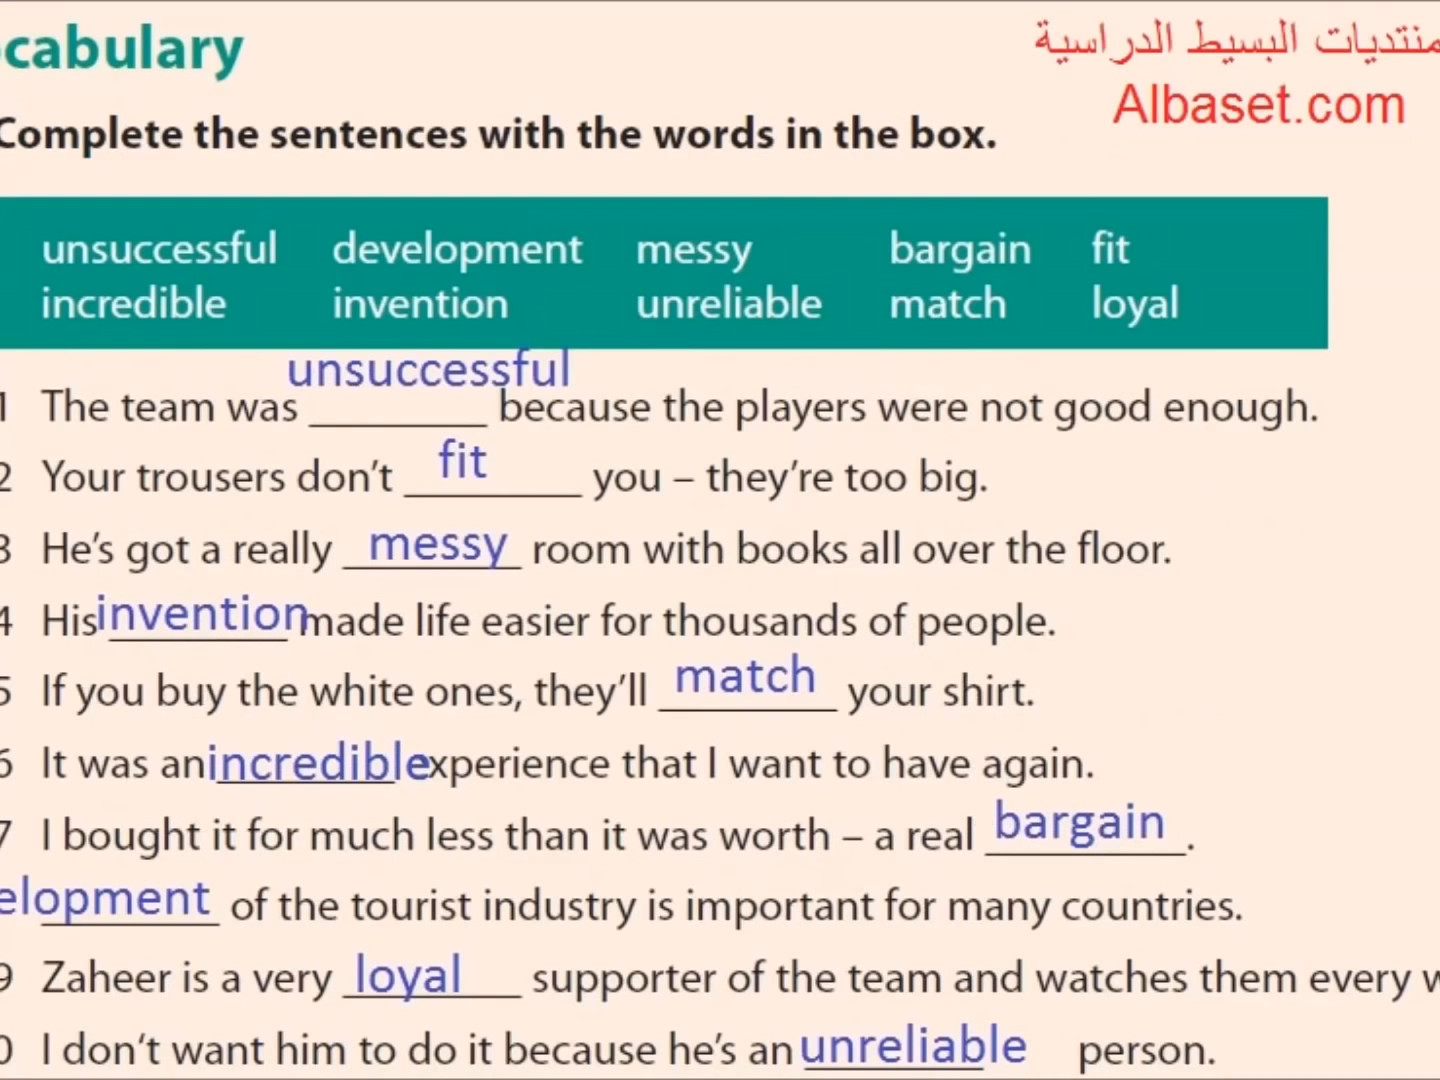 ocabulary
منتديات البسيط الدراسية
Albaset.com
Complete the sentences with the words in the box.
unsuccessful development messy bargain fit
incredible invention unreliable match loyal
1 The team was unsuccessful because the players were not good enough.
2 Your trousers don't fit you – they're too big.
3 He's got a really messy room with books all over the floor.
4 His invention made life easier for thousands of people.
5 If you buy the white ones, they'll match your shirt.
6 It was an incredible experience that I want to have again.
7 I bought it for much less than it was worth – a real bargain.
elopment of the tourist industry is important for many countries.
9 Zaheer is a very loyal supporter of the team and watches them every w
0 I don't want him to do it because he's an unreliable person.